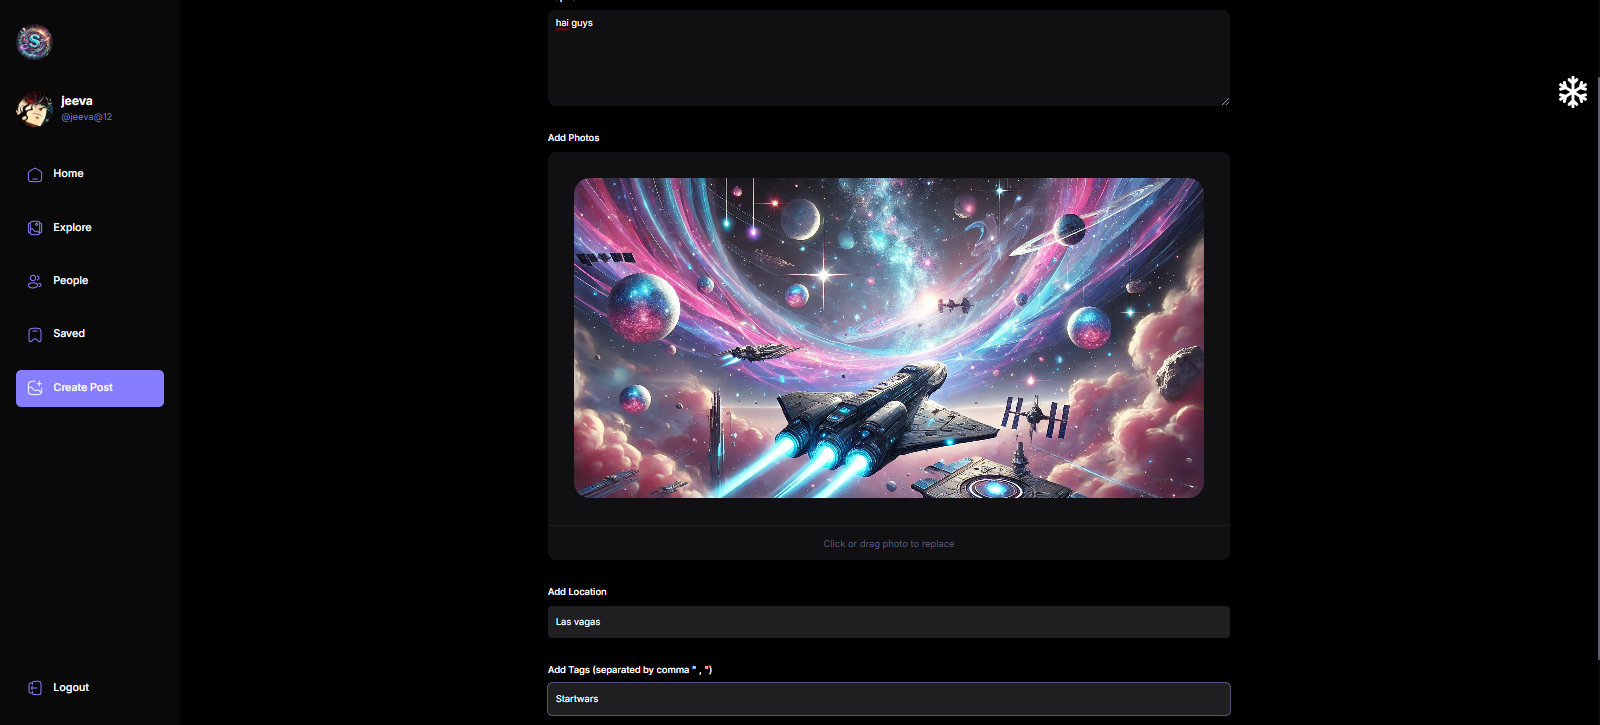 S
jeeva
@jeeva@12
Home
Explore
People
Saved
Create Post
Logout
hai guys
Add Photos
Click or drag photo to replace
Add Location
Las vagas
Add Tags (separated by comma " , ")
Startwars